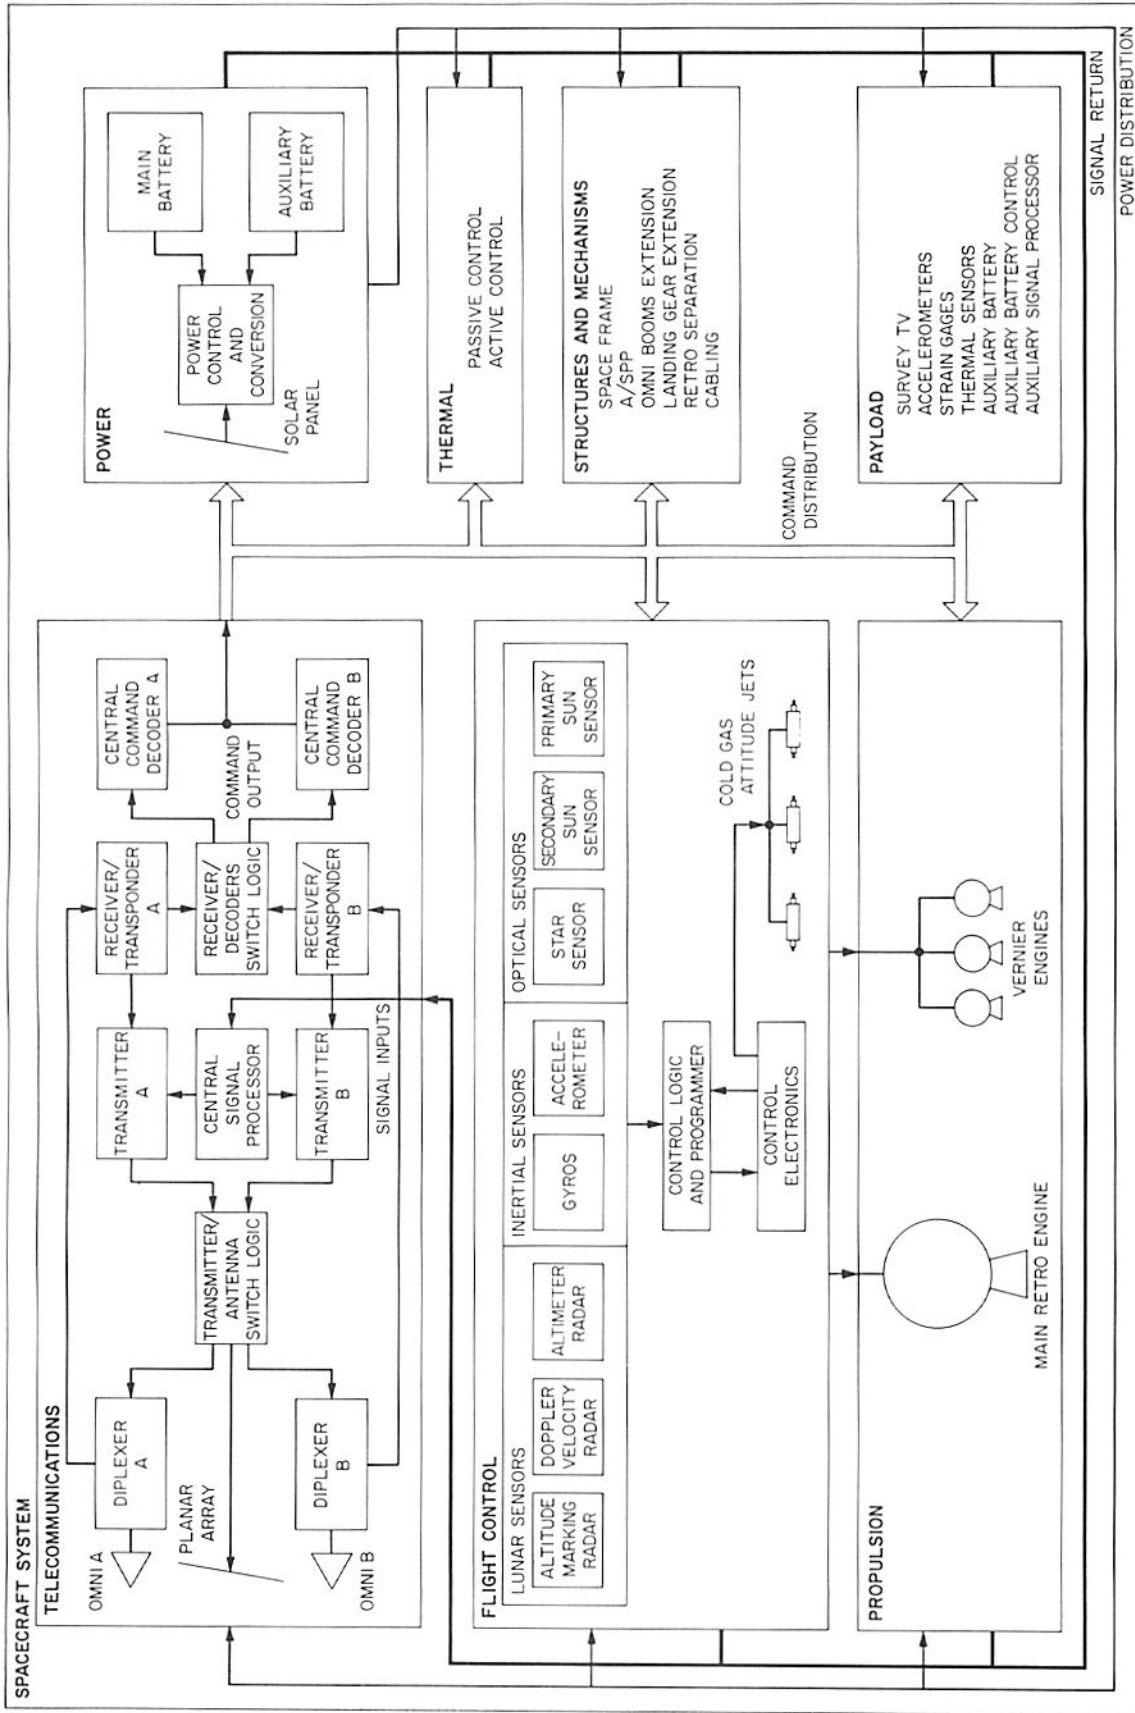 SPACECRAFT SYSTEM
TELECOMMUNICATIONS
OMNI A
DIPLEXER
A
PLANAR
ARRAY
OMNI B
DIPLEXER
B
TRANSMITTER/
ANTENNA
SWITCH LOGIC
TRANSMITTER
A
CENTRAL
SIGNAL
PROCESSOR
TRANSMITTER
B
SIGNAL INPUTS
RECEIVER/
TRANSPONDER
A
RECEIVER/
DECODERS
SWITCH LOGIC
RECEIVER/
TRANSPONDER
B
CENTRAL
COMMAND
DECODER A
COMMAND
OUTPUT
CENTRAL
COMMAND
DECODER B
POWER
SOLAR
PANEL
POWER
CONTROL
AND
CONVERSION
MAIN
BATTERY
AUXILIARY
BATTERY
THERMAL
PASSIVE CONTROL
ACTIVE CONTROL
STRUCTURES AND MECHANISMS
SPACE FRAME
A/SPP
OMNI BOOMS EXTENSION
LANDING GEAR EXTENSION
RETRO SEPARATION
CABLING
COMMAND
DISTRIBUTION
PAYLOAD
SURVEY TV
ACCELEROMETERS
STRAIN GAGES
THERMAL SENSORS
AUXILIARY BATTERY
AUXILIARY BATTERY CONTROL
AUXILIARY SIGNAL PROCESSOR
FLIGHT CONTROL
LUNAR SENSORS
ALTITUDE
MARKING
RADAR
DOPPLER
VELOCITY
RADAR
ALTIMETER
RADAR
INERTIAL SENSORS
GYROS
ACCELE-
ROMETER
OPTICAL SENSORS
STAR
SENSOR
SECONDARY
SUN
SENSOR
PRIMARY
SUN
SENSOR
CONTROL LOGIC
AND PROGRAMMER
CONTROL
ELECTRONICS
COLD GAS
ATTITUDE JETS
PROPULSION
MAIN RETRO ENGINE
VERNIER
ENGINES
SIGNAL RETURN
POWER DISTRIBUTION